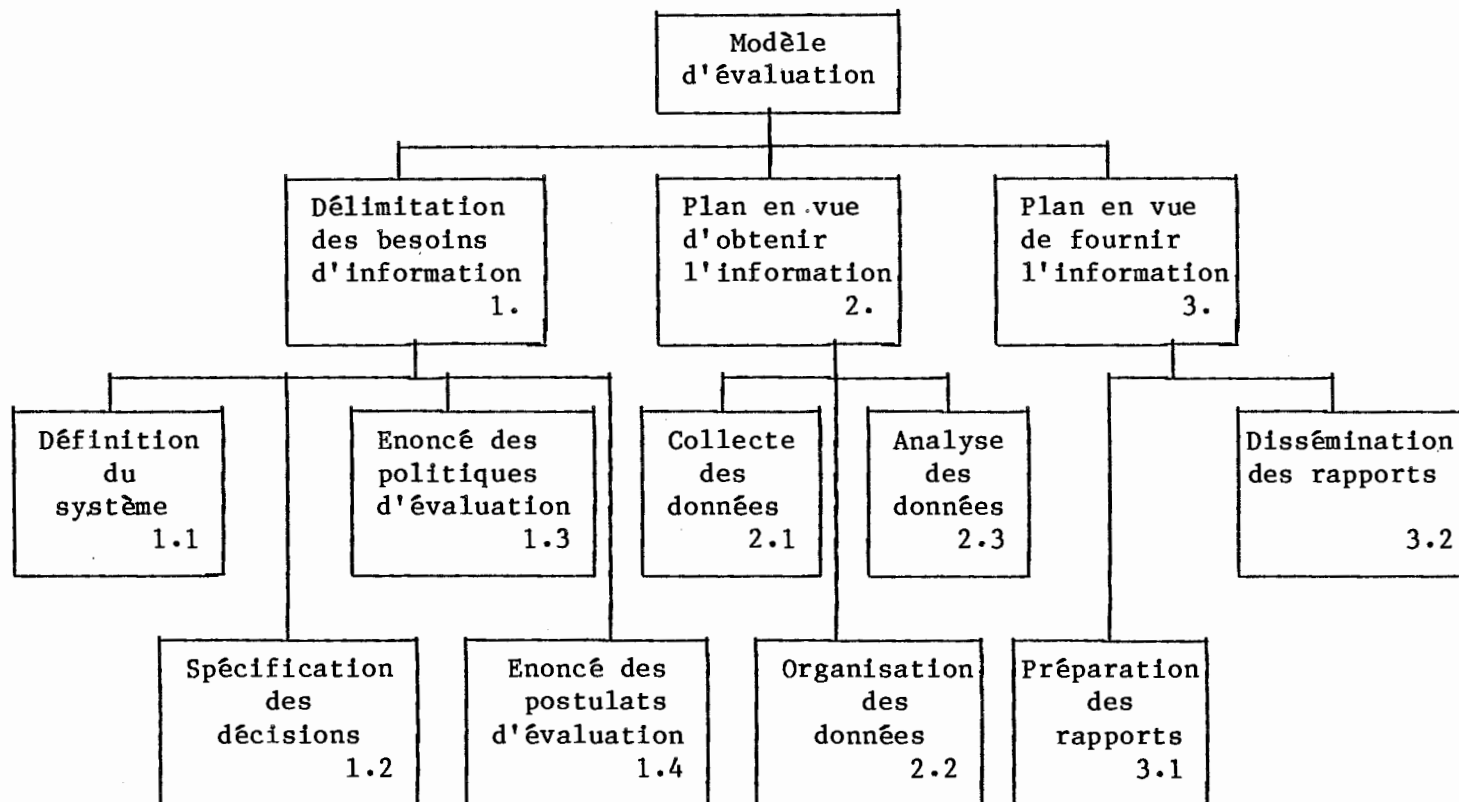 Modèle
d'évaluation
Délimitation
des besoins
d'information
1.
Plan en vue
d'obtenir
l'information
2.
Plan en vue
de fournir
l'information
3.
Définition
du
système
1.1
Enoncé des
politiques
d'évaluation
1.3
Collecte
des
données
2.1
Analyse
des
données
2.3
Dissémination
des rapports
3.2
Spécification
des
décisions
1.2
Enoncé des
postulats
d'évaluation
1.4
Organisation
des
données
2.2
Préparation
des
rapports
3.1